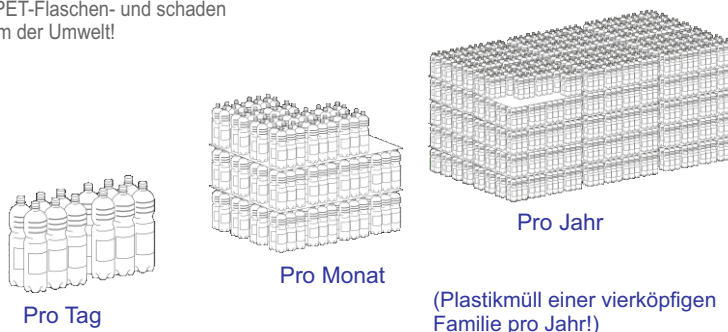 PET-Flaschen- und schaden
der Umwelt!
Pro Tag
Pro Monat
Pro Jahr
(Plastikmüll einer vierköpfigen
Familie pro Jahr!)